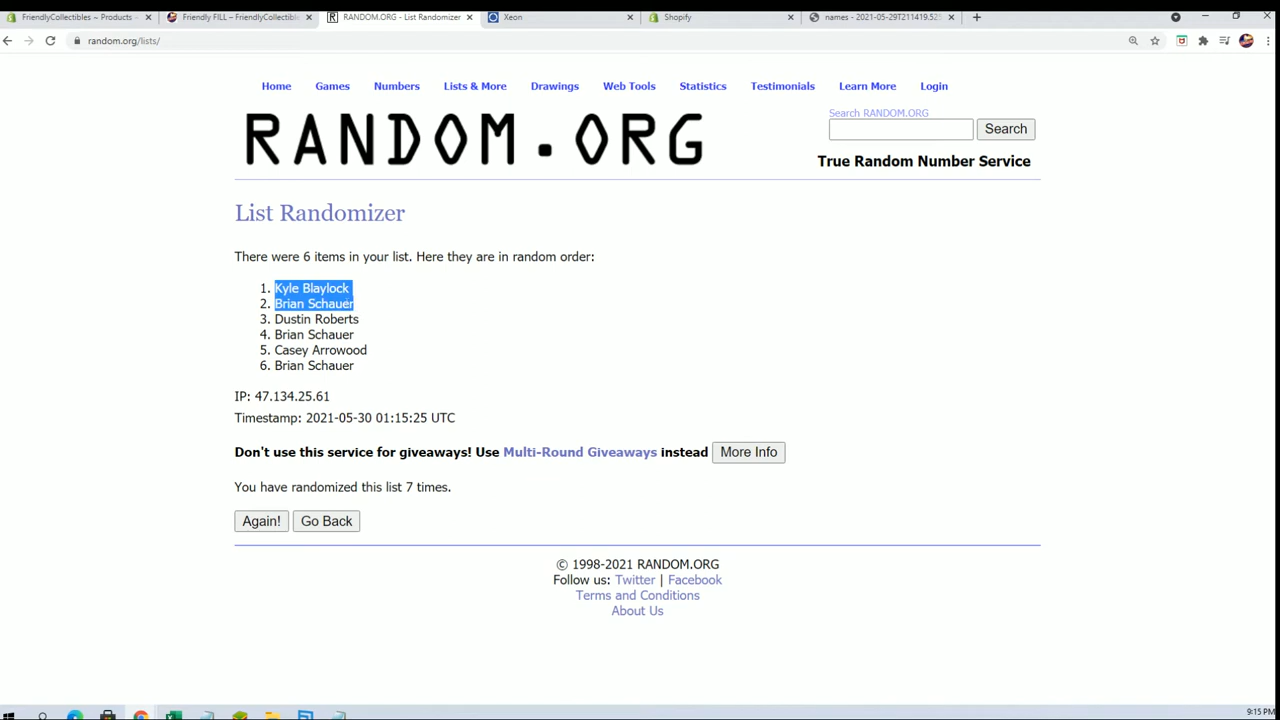 FriendlyCollectibles ~ Products ~
Friendly FILL – FriendlyCollectible
RANDOM.ORG - List Randomizer
Xeon
Shopify
names - 2021-05-29T211419.525
random.org/lists/
Home Games Numbers Lists & More Drawings Web Tools Statistics Testimonials Learn More Login
Search RANDOM.ORG
RANDOM.ORG
Search
True Random Number Service
List Randomizer
There were 6 items in your list. Here they are in random order:
1. Kyle Blaylock
2. Brian Schauer
3. Dustin Roberts
4. Brian Schauer
5. Casey Arrowood
6. Brian Schauer
IP: 47.134.25.61
Timestamp: 2021-05-30 01:15:25 UTC
Don't use this service for giveaways! Use Multi-Round Giveaways instead More Info
You have randomized this list 7 times.
Again! Go Back
© 1998-2021 RANDOM.ORG
Follow us: Twitter | Facebook
Terms and Conditions
About Us
9:15 PM